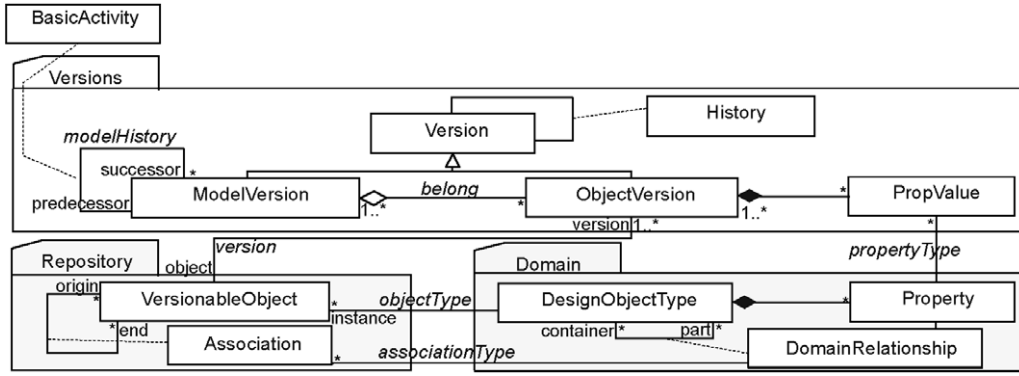 BasicActivity
Versions
History
Version
modelHistory
successor *
ModelVersion
belong
ObjectVersion
PropValue
predecessor
1..*
*
1..*
*
version 1..*
*
version
propertyType
Repository
object
Domain
origin
*
VersionableObject
*
objectType
DesignObjectType
*
Property
* end
instance
container *
part *
Association
*
associationType
DomainRelationship